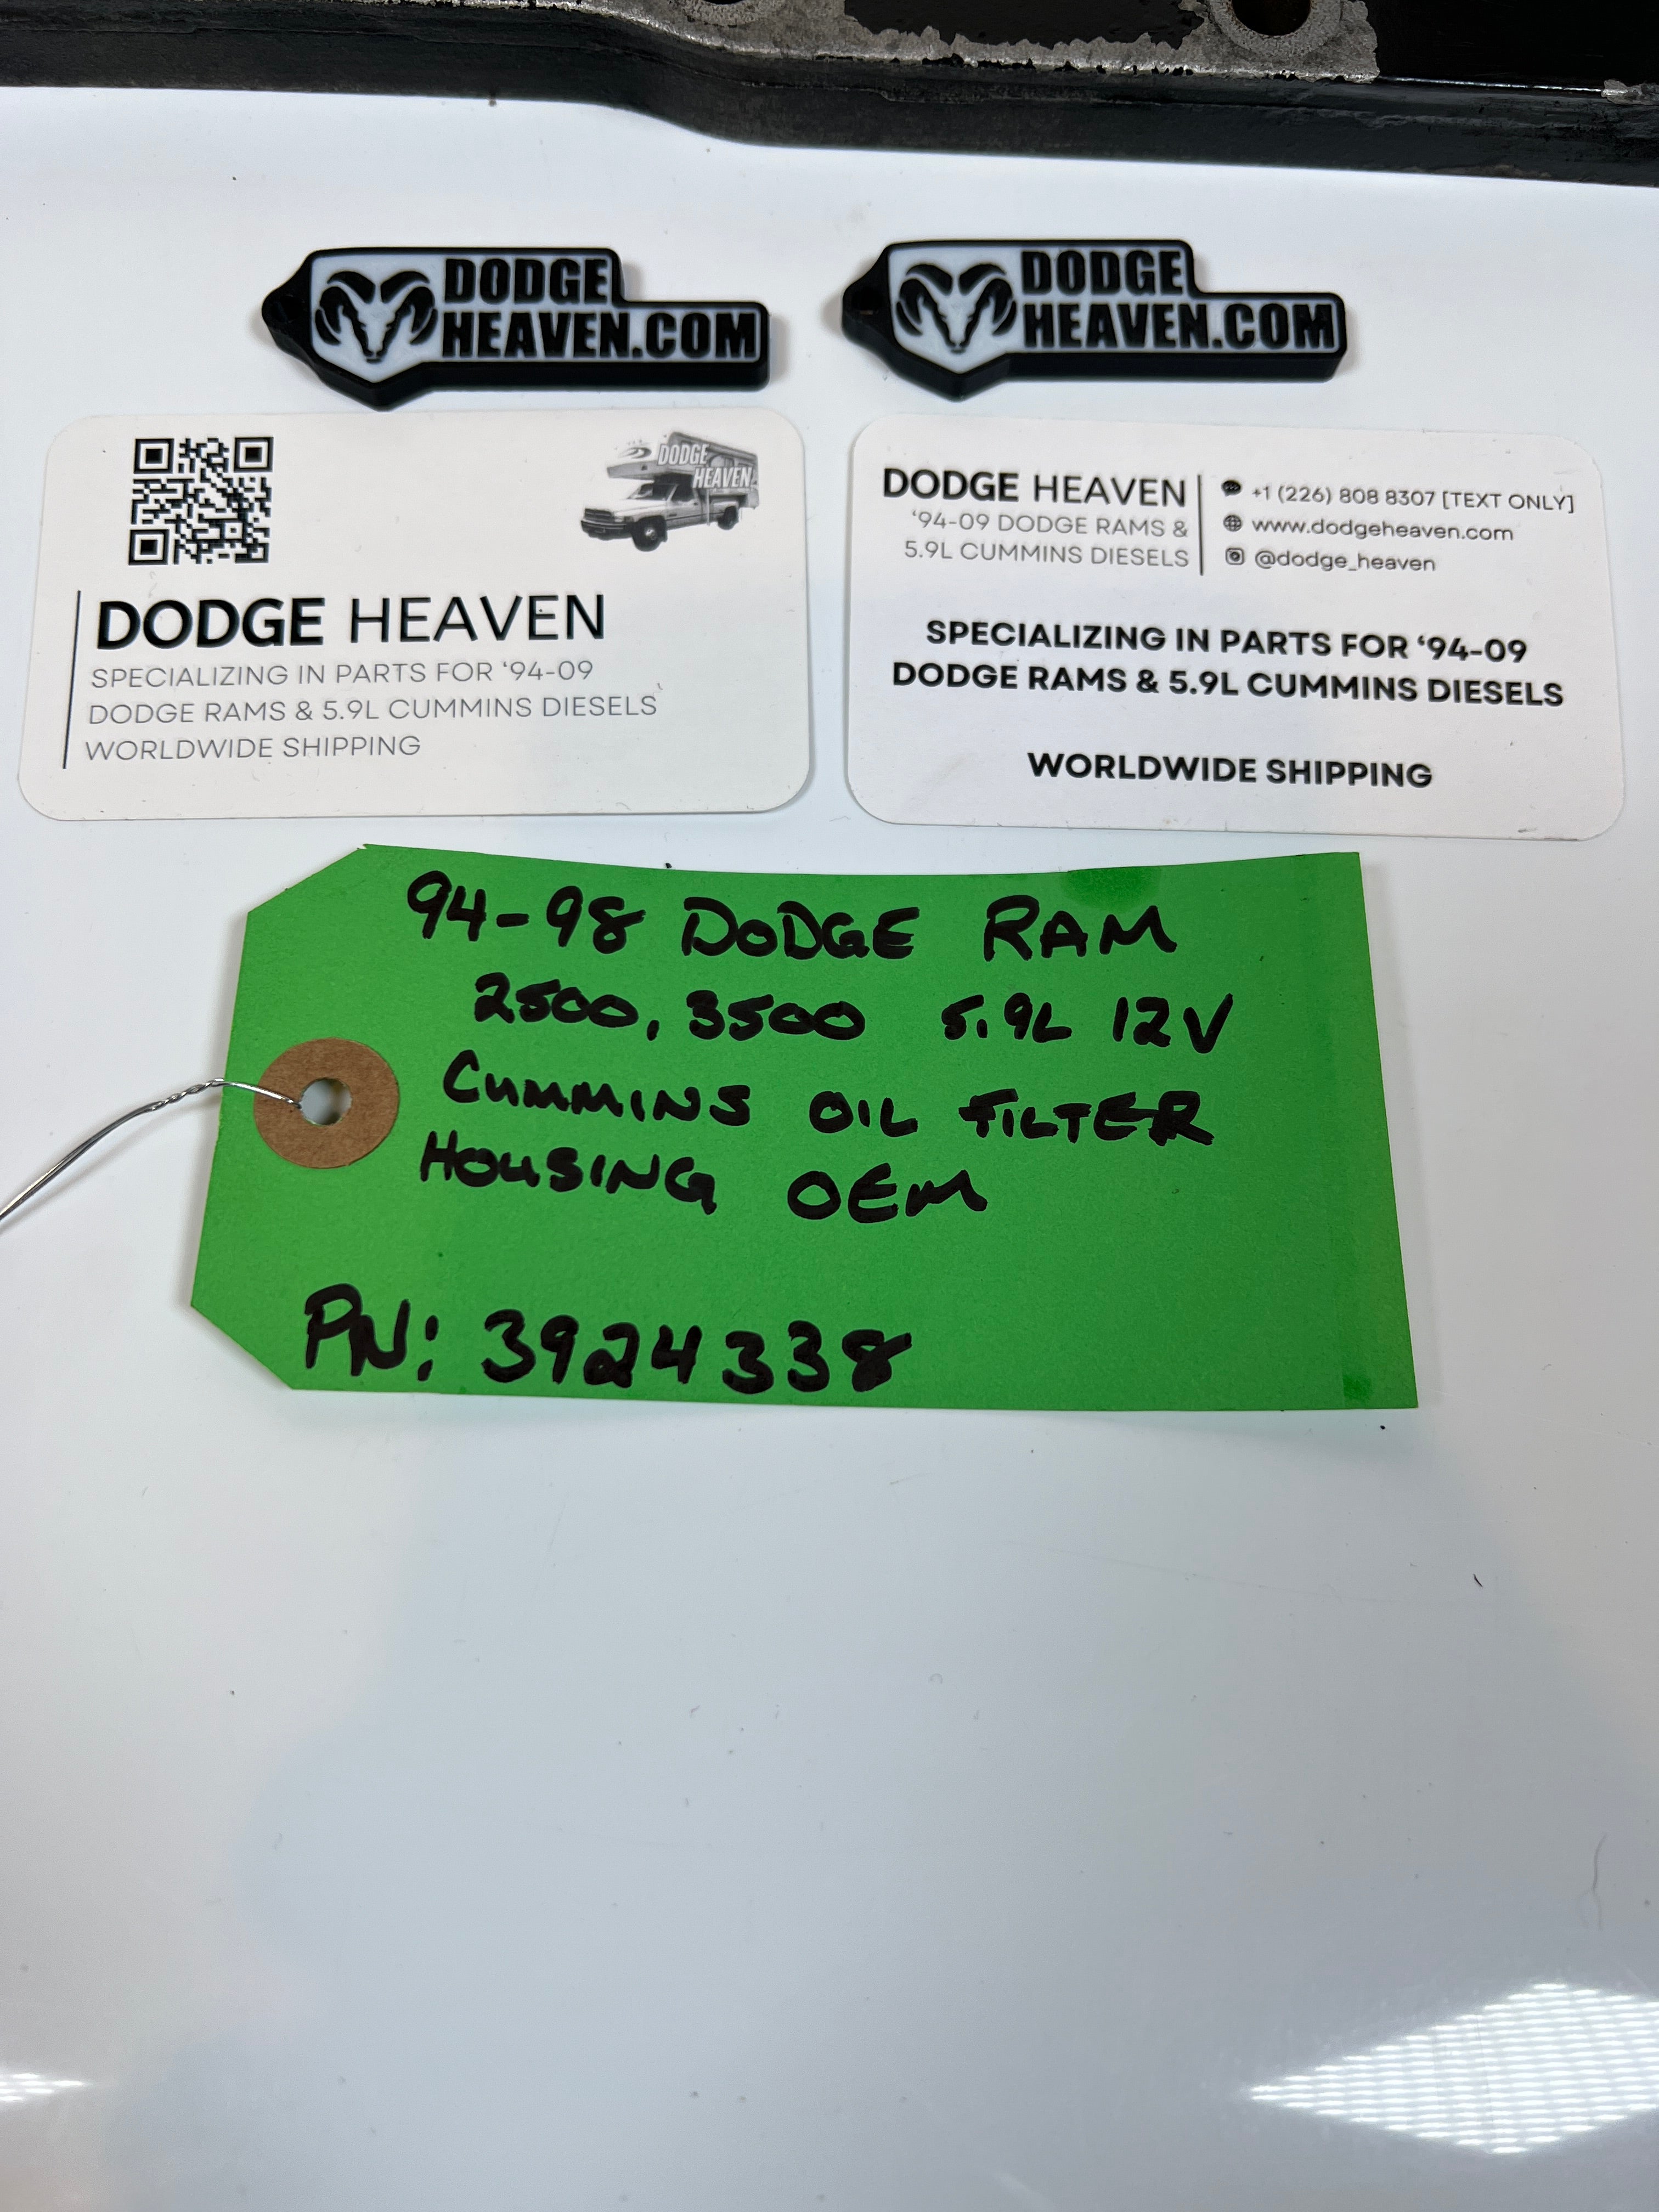 DODGE
HEAVEN.COM
DODGE
HEAVEN.COM
DODGE
HEAVEN
DODGE HEAVEN
SPECIALIZING IN PARTS FOR ‘94-09
DODGE RAMS & 5.9L CUMMINS DIESELS
WORLDWIDE SHIPPING
DODGE HEAVEN
‘94-09 DODGE RAMS &
5.9L CUMMINS DIESELS
+1 (226) 808 8307 [TEXT ONLY]
www.dodgeheaven.com
@dodge_heaven
SPECIALIZING IN PARTS FOR ‘94-09
DODGE RAMS & 5.9L CUMMINS DIESELS
WORLDWIDE SHIPPING
94-98 DODGE RAM
2500, 3500 5.9L 12V
CUMMINS OIL FILTER
HOUSING OEM
PN: 3924338